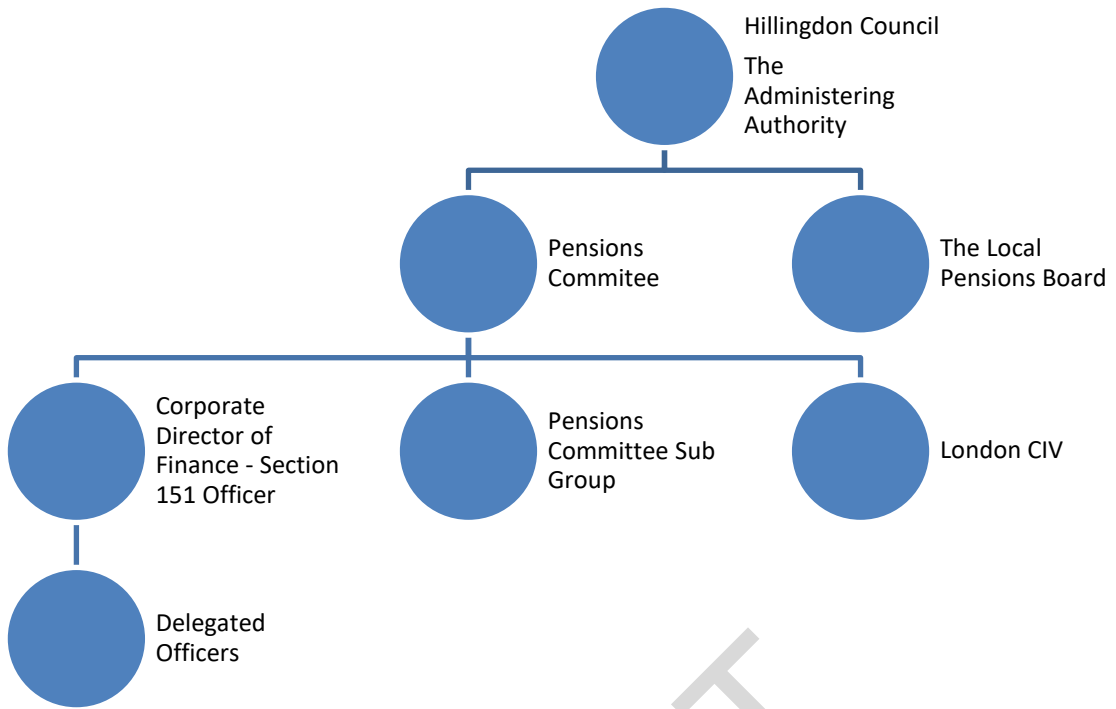 Hillingdon Council
The
Administering
Authority
Pensions
Commitee
The Local
Pensions Board
Corporate
Director of
Finance - Section
151 Officer
Pensions
Committee Sub
Group
London CIV
Delegated
Officers